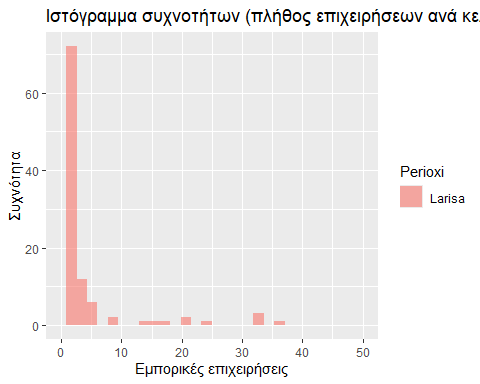 Ιστόγραμμα συχνοτήτων (πλήθος επιχειρήσεων ανά κε
60
40
20
0
Συχνότητα
0 10 20 30 40 50
Εμπορικές επιχειρήσεις
Perioxi
Larisa